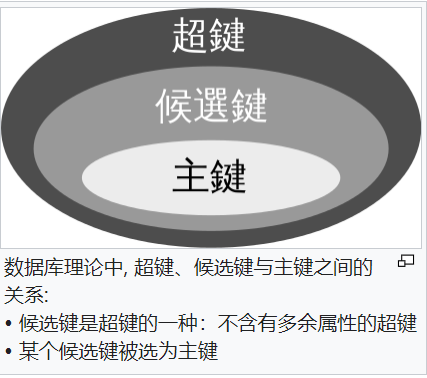 超鍵
候選鍵
主鍵
数据库理论中, 超键、候选键与主键之间的
关系:
• 候选键是超键的一种：不含有多余属性的超键
• 某个候选键被选为主键